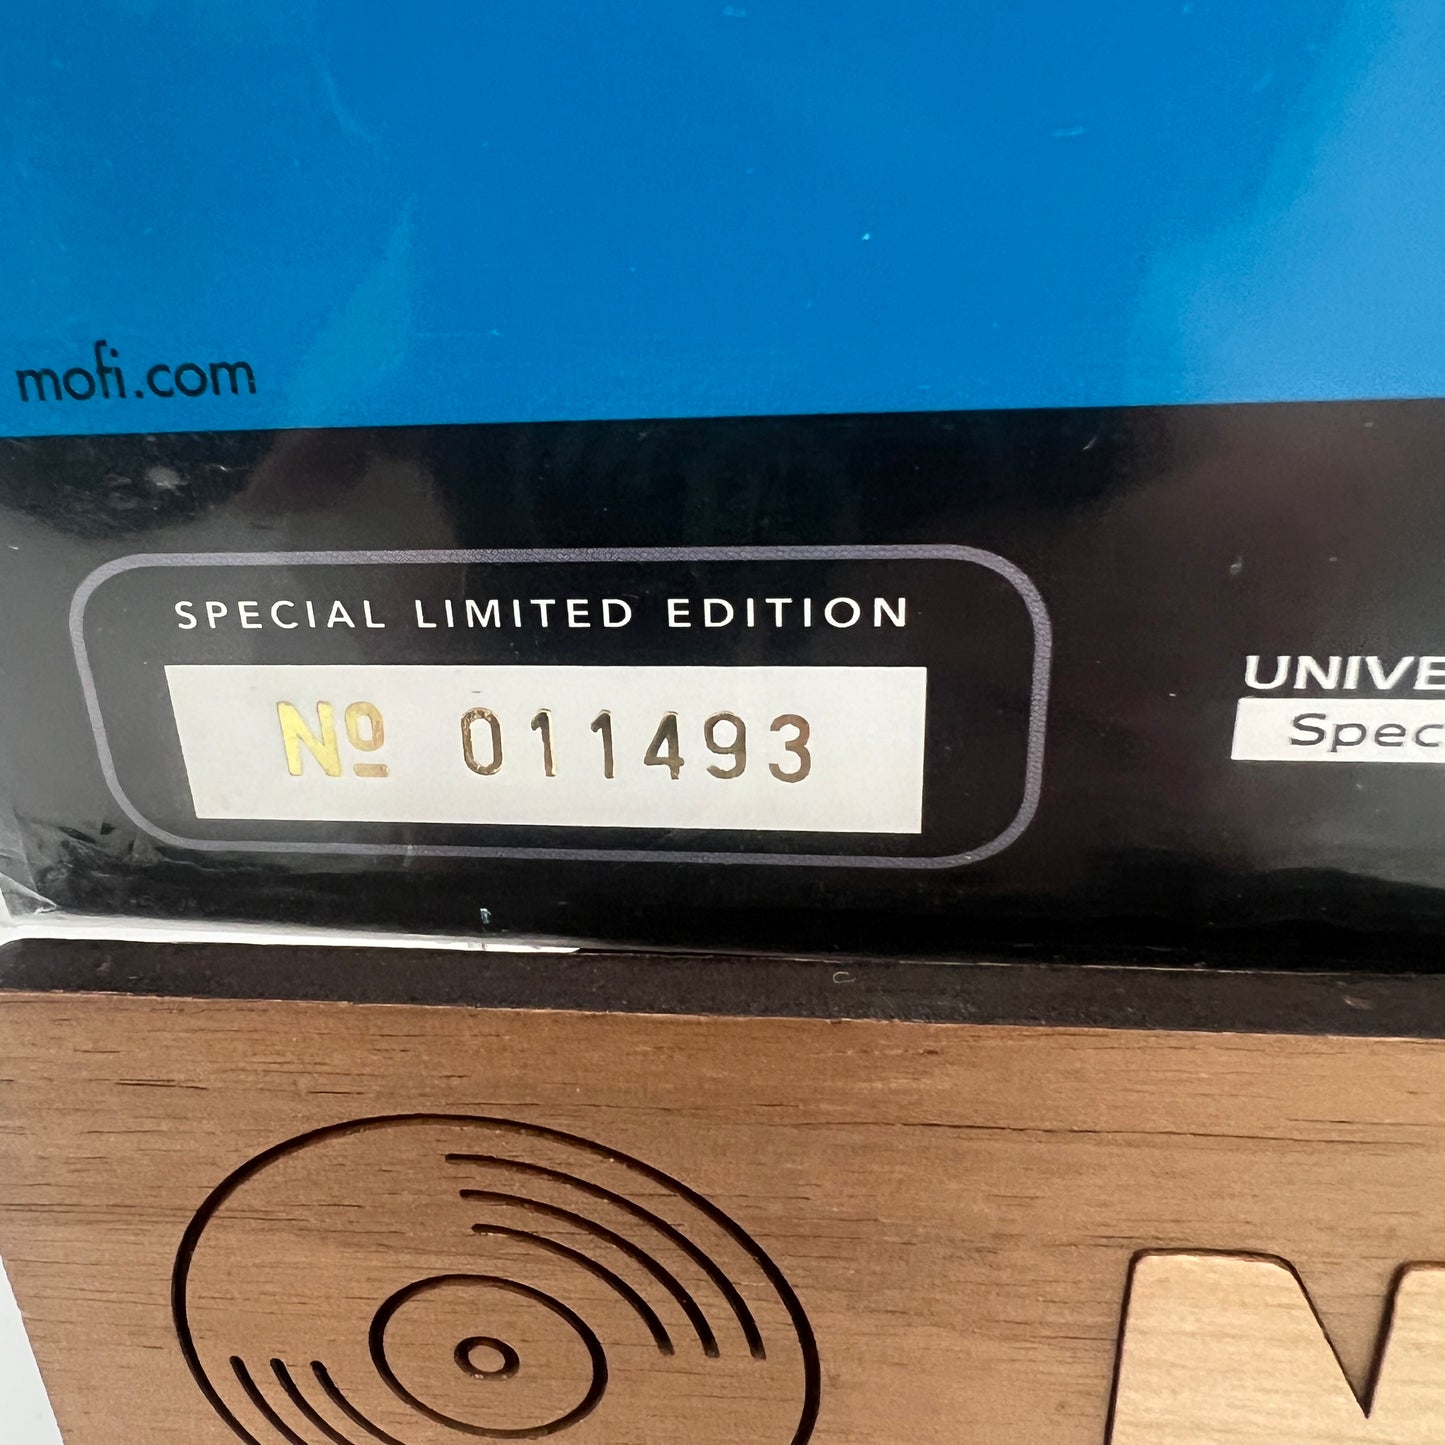 mofi.com
SPECIAL LIMITED EDITION
Nº 011493